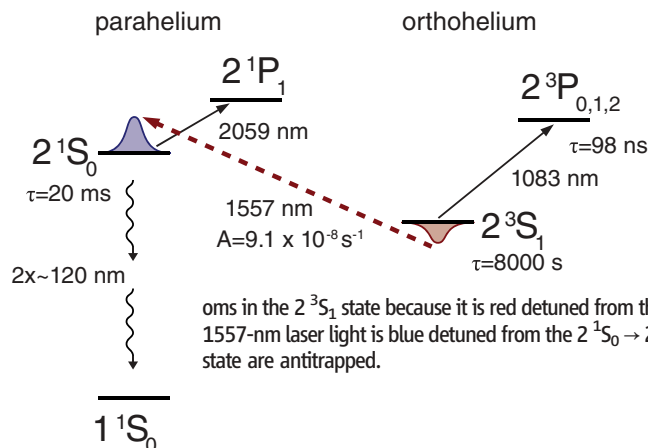 parahelium
orthohelium
2 ¹P₁
2 ³P₀,₁,₂
2059 nm
τ=98 ns
2 ¹S₀
τ=20 ms
1083 nm
1557 nm
A=9.1 x 10⁻⁸ s⁻¹
2 ³S₁
τ=8000 s
2x~120 nm
oms in the 2 ³S₁ state because it is red detuned from th
1557-nm laser light is blue detuned from the 2 ¹S₀ → 2
state are antitrapped.
1 ¹S₀